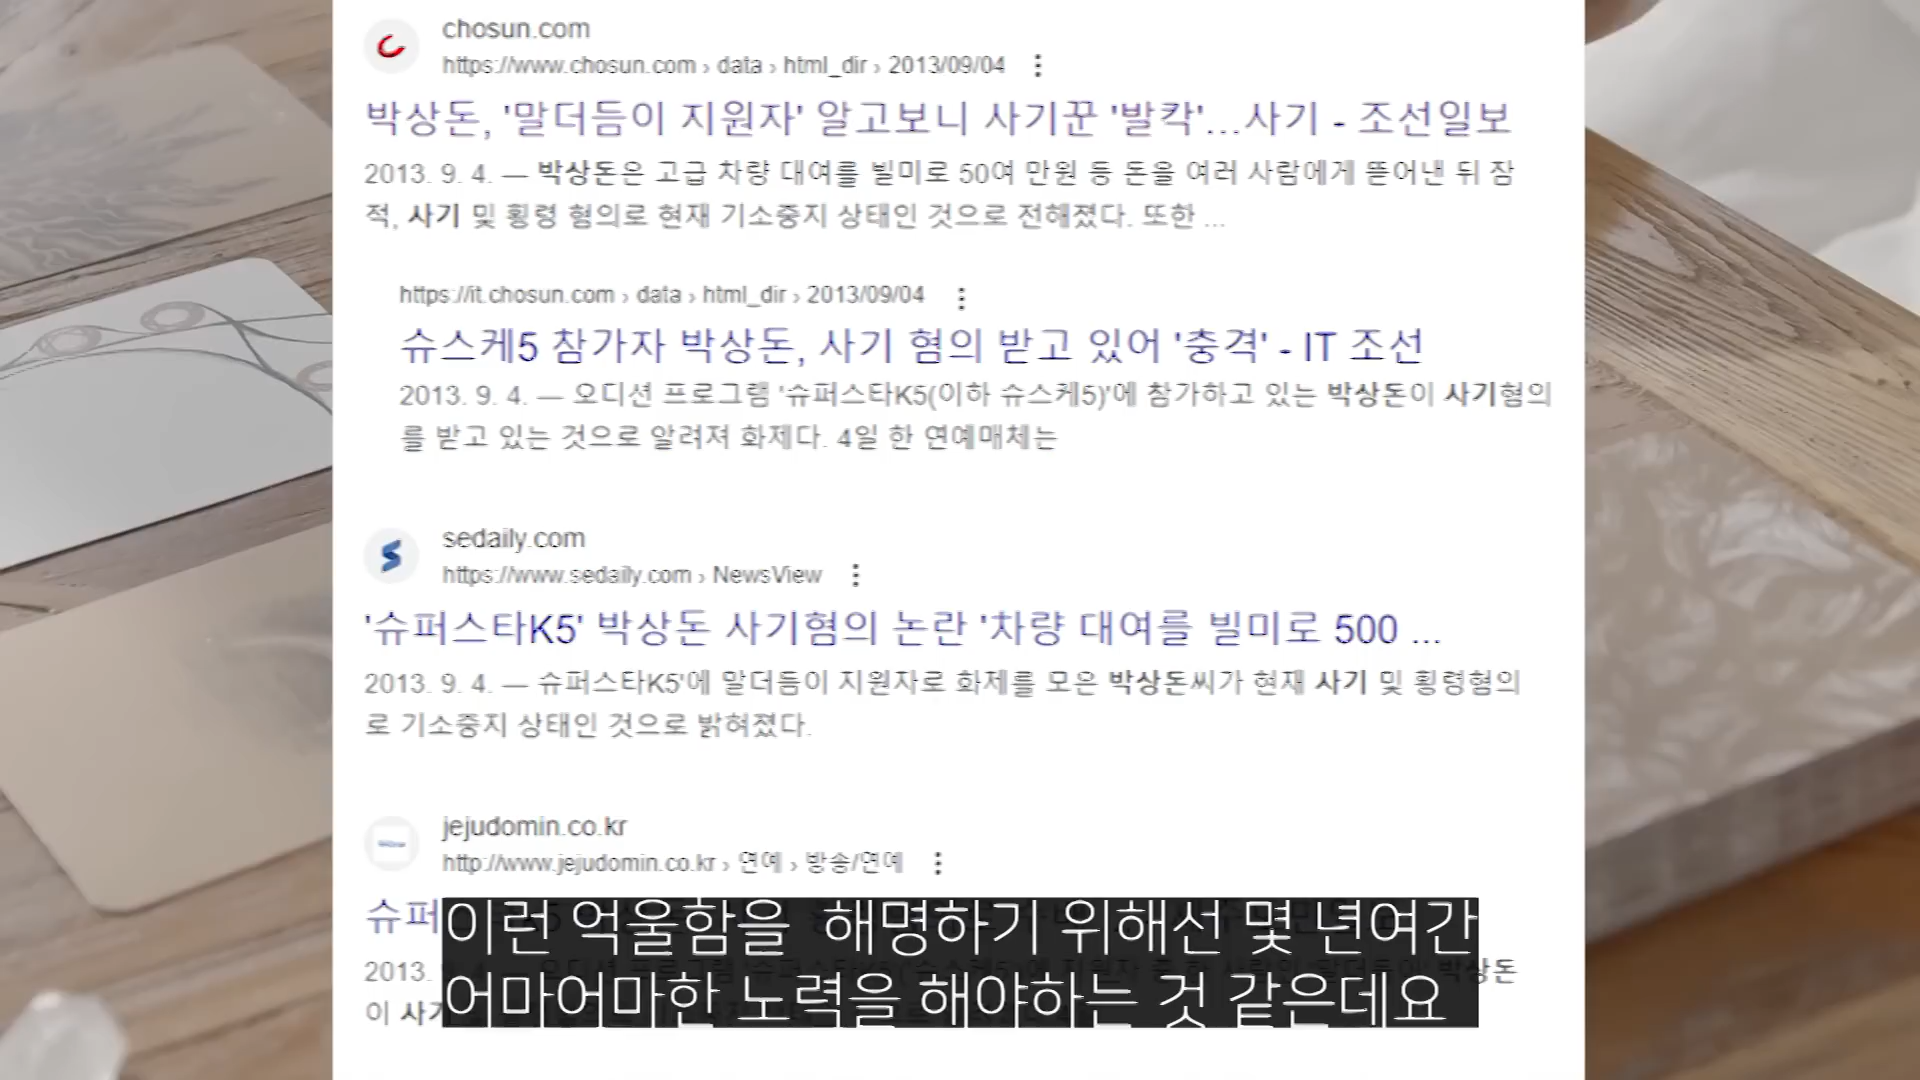 chosun.com
https://www.chosun.com › data › html_dir › 2013/09/04
박상돈, '말더듬이 지원자' 알고보니 사기꾼 '발칵'...사기 - 조선일보
2013. 9. 4. — 박상돈은 고급 차량 대여를 빌미로 50여 만원 등 돈을 여러 사람에게 뜯어낸 뒤 잠
적, 사기 및 횡령 혐의로 현재 기소중지 상태인 것으로 전해졌다. 또한 ...
https://it.chosun.com › data › html_dir › 2013/09/04
슈스케5 참가자 박상돈, 사기 혐의 받고 있어 '충격' - IT 조선
2013. 9. 4. — 오디션 프로그램 '슈퍼스타K5(이하 슈스케5)'에 참가하고 있는 박상돈이 사기혐의
를 받고 있는 것으로 알려져 화제다. 4일 한 연예매체는
sedaily.com
https://www.sedaily.com › NewsView
'슈퍼스타K5' 박상돈 사기혐의 논란 '차량 대여를 빌미로 500 ...
2013. 9. 4. — 슈퍼스타K5'에 말더듬이 지원자로 화제를 모은 박상돈씨가 현재 사기 및 횡령혐의
로 기소중지 상태인 것으로 밝혀졌다.
jejudomin.co.kr
http://www.jejudomin.co.kr › 연예 › 방송/연예
이런 억울함을 해명하기 위해선 몇 년여간
2013.
어마어마한 노력을 해야하는 것 같은데요